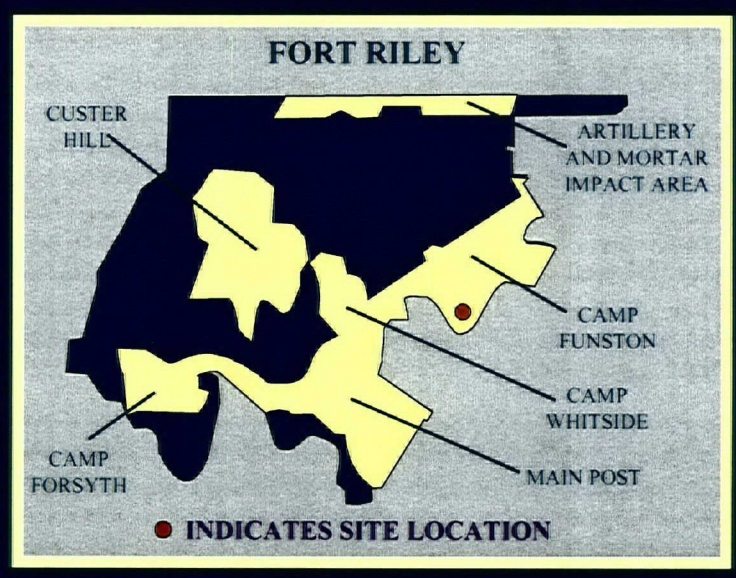 FORT RILEY
CUSTER
HILL
ARTILLERY
AND MORTAR
IMPACT AREA
CAMP
FUNSTON
CAMP
WHITSIDE
CAMP
FORSYTH
MAIN POST
INDICATES SITE LOCATION